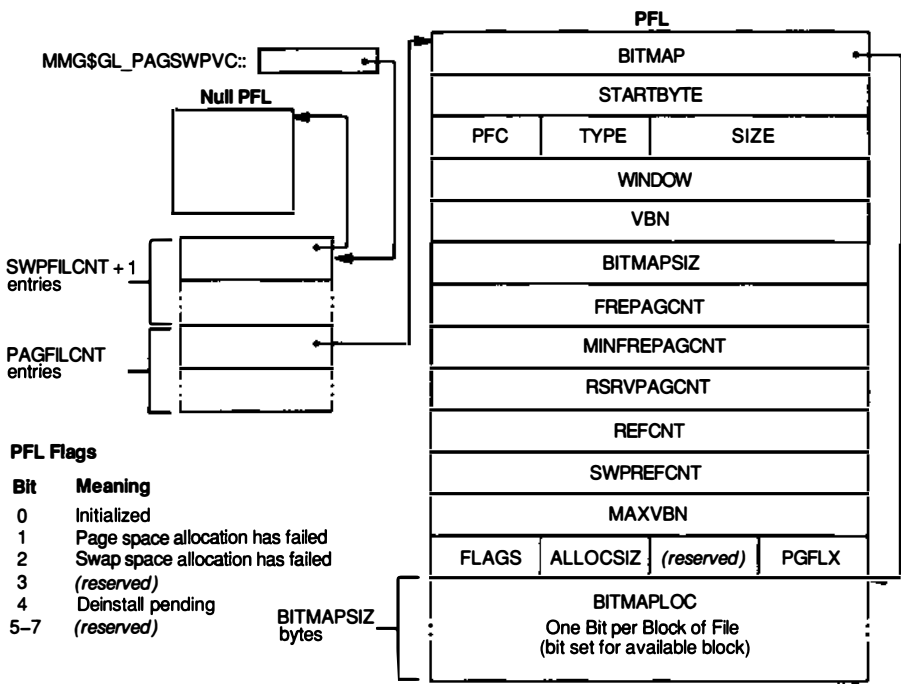 PFL
MMG$GL_PAGSWPVC::
BITMAP
Null PFL
STARTBYTE
PFC TYPE SIZE
WINDOW
VBN
SWPFILCNT + 1
entries
BITMAPSIZ
FREPAGCNT
PAGFILCNT
entries
MINFREPAGCNT
RSRVPAGCNT
REFCNT
SWPREFCNT
MAXVBN
FLAGS ALLOCSIZ (reserved) PGFLX
PFL Flags
Bit Meaning
0 Initialized
1 Page space allocation has failed
2 Swap space allocation has failed
3 (reserved)
4 Deinstall pending
5–7 (reserved)
BITMAPSIZ
bytes
BITMAPLOC
One Bit per Block of File
(bit set for available block)